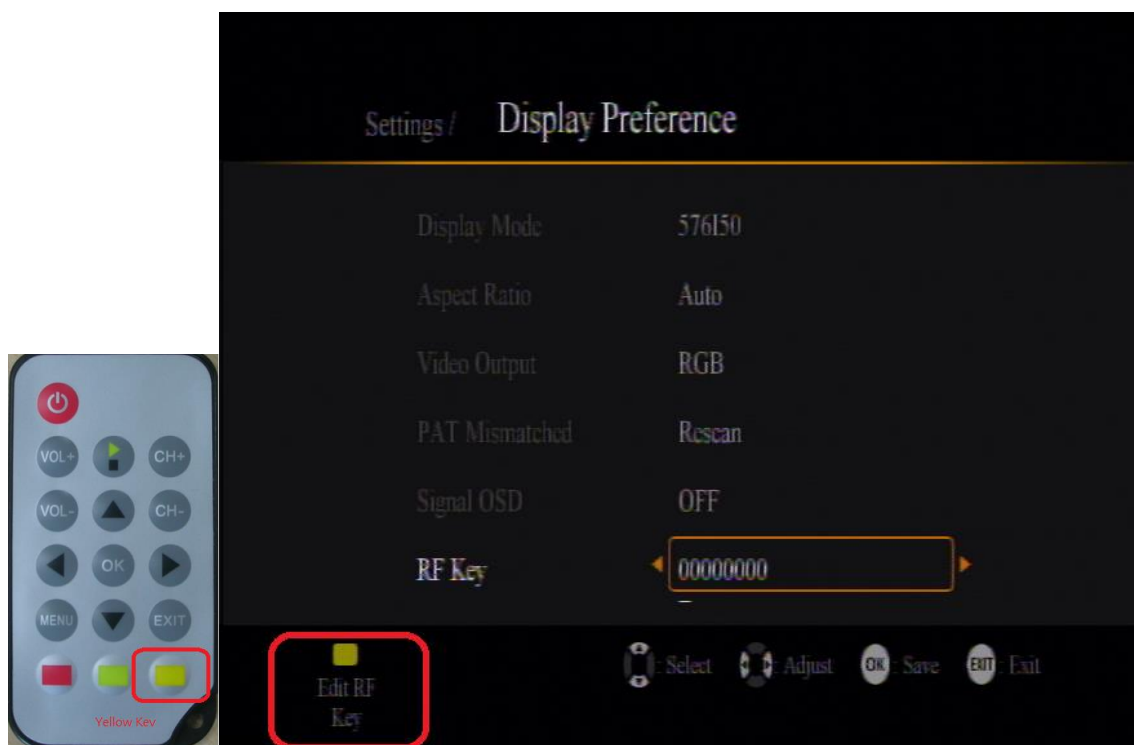 Settings / Display Preference
Display Mode 576I50
Aspect Ratio Auto
Video Output RGB
PAT Mismatched Rescan
Signal OSD OFF
RF Key 00000000
Edit RF
Key
: Select : Adjust OK : Save EXIT : Exit
VOL+ CH+
VOL- CH-
OK
MENU EXIT
Yellow Key